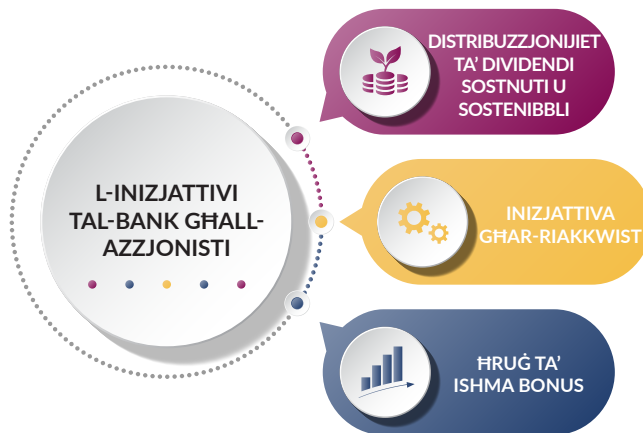 L-INIZJATTIVI
TAL-BANK GĦALL-
AZZJONISTI
DISTRIBUZZJONIJIET
TA’ DIVIDENDI
SOSTNUTI U
SOSTENIBBLI
INIZJATTIVA
GĦAR-RIAKKWIST
ĦRUĠ TA’
ISHMA BONUS